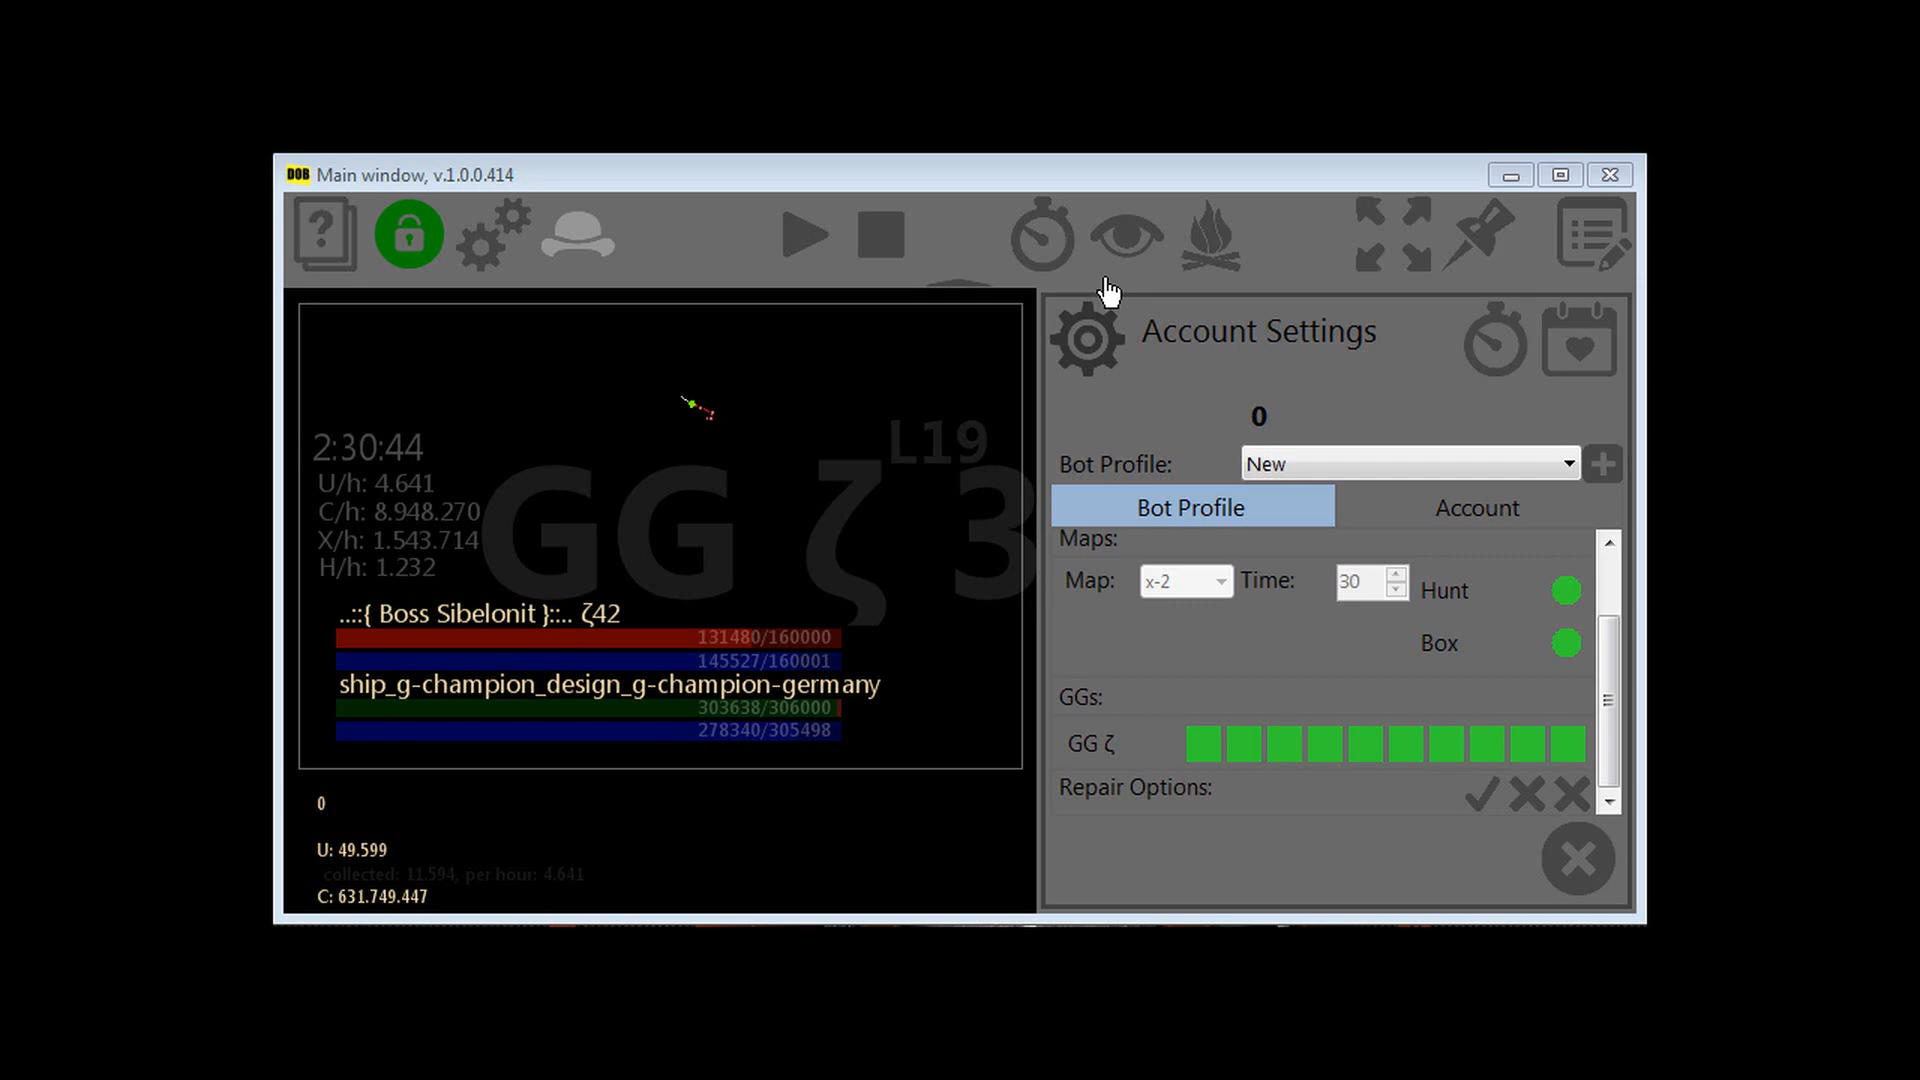 DOB Main window, v.1.0.0.414
?
Account Settings
0
Bot Profile: New
Bot Profile Account
Maps:
Map: x-2 Time: 30 Hunt
Box
GGs:
GG ζ
Repair Options:
L19
2:30:44
GG ζ 3
U/h: 4.641
C/h: 8.948.270
X/h: 1.543.714
H/h: 1.232
..::{ Boss Sibelonit }::.. ζ42
131480/160000
145527/160001
ship_g-champion_design_g-champion-germany
303638/306000
278340/305498
0
U: 49.599
collected: 11.594, per hour: 4.641
C: 631.749.447